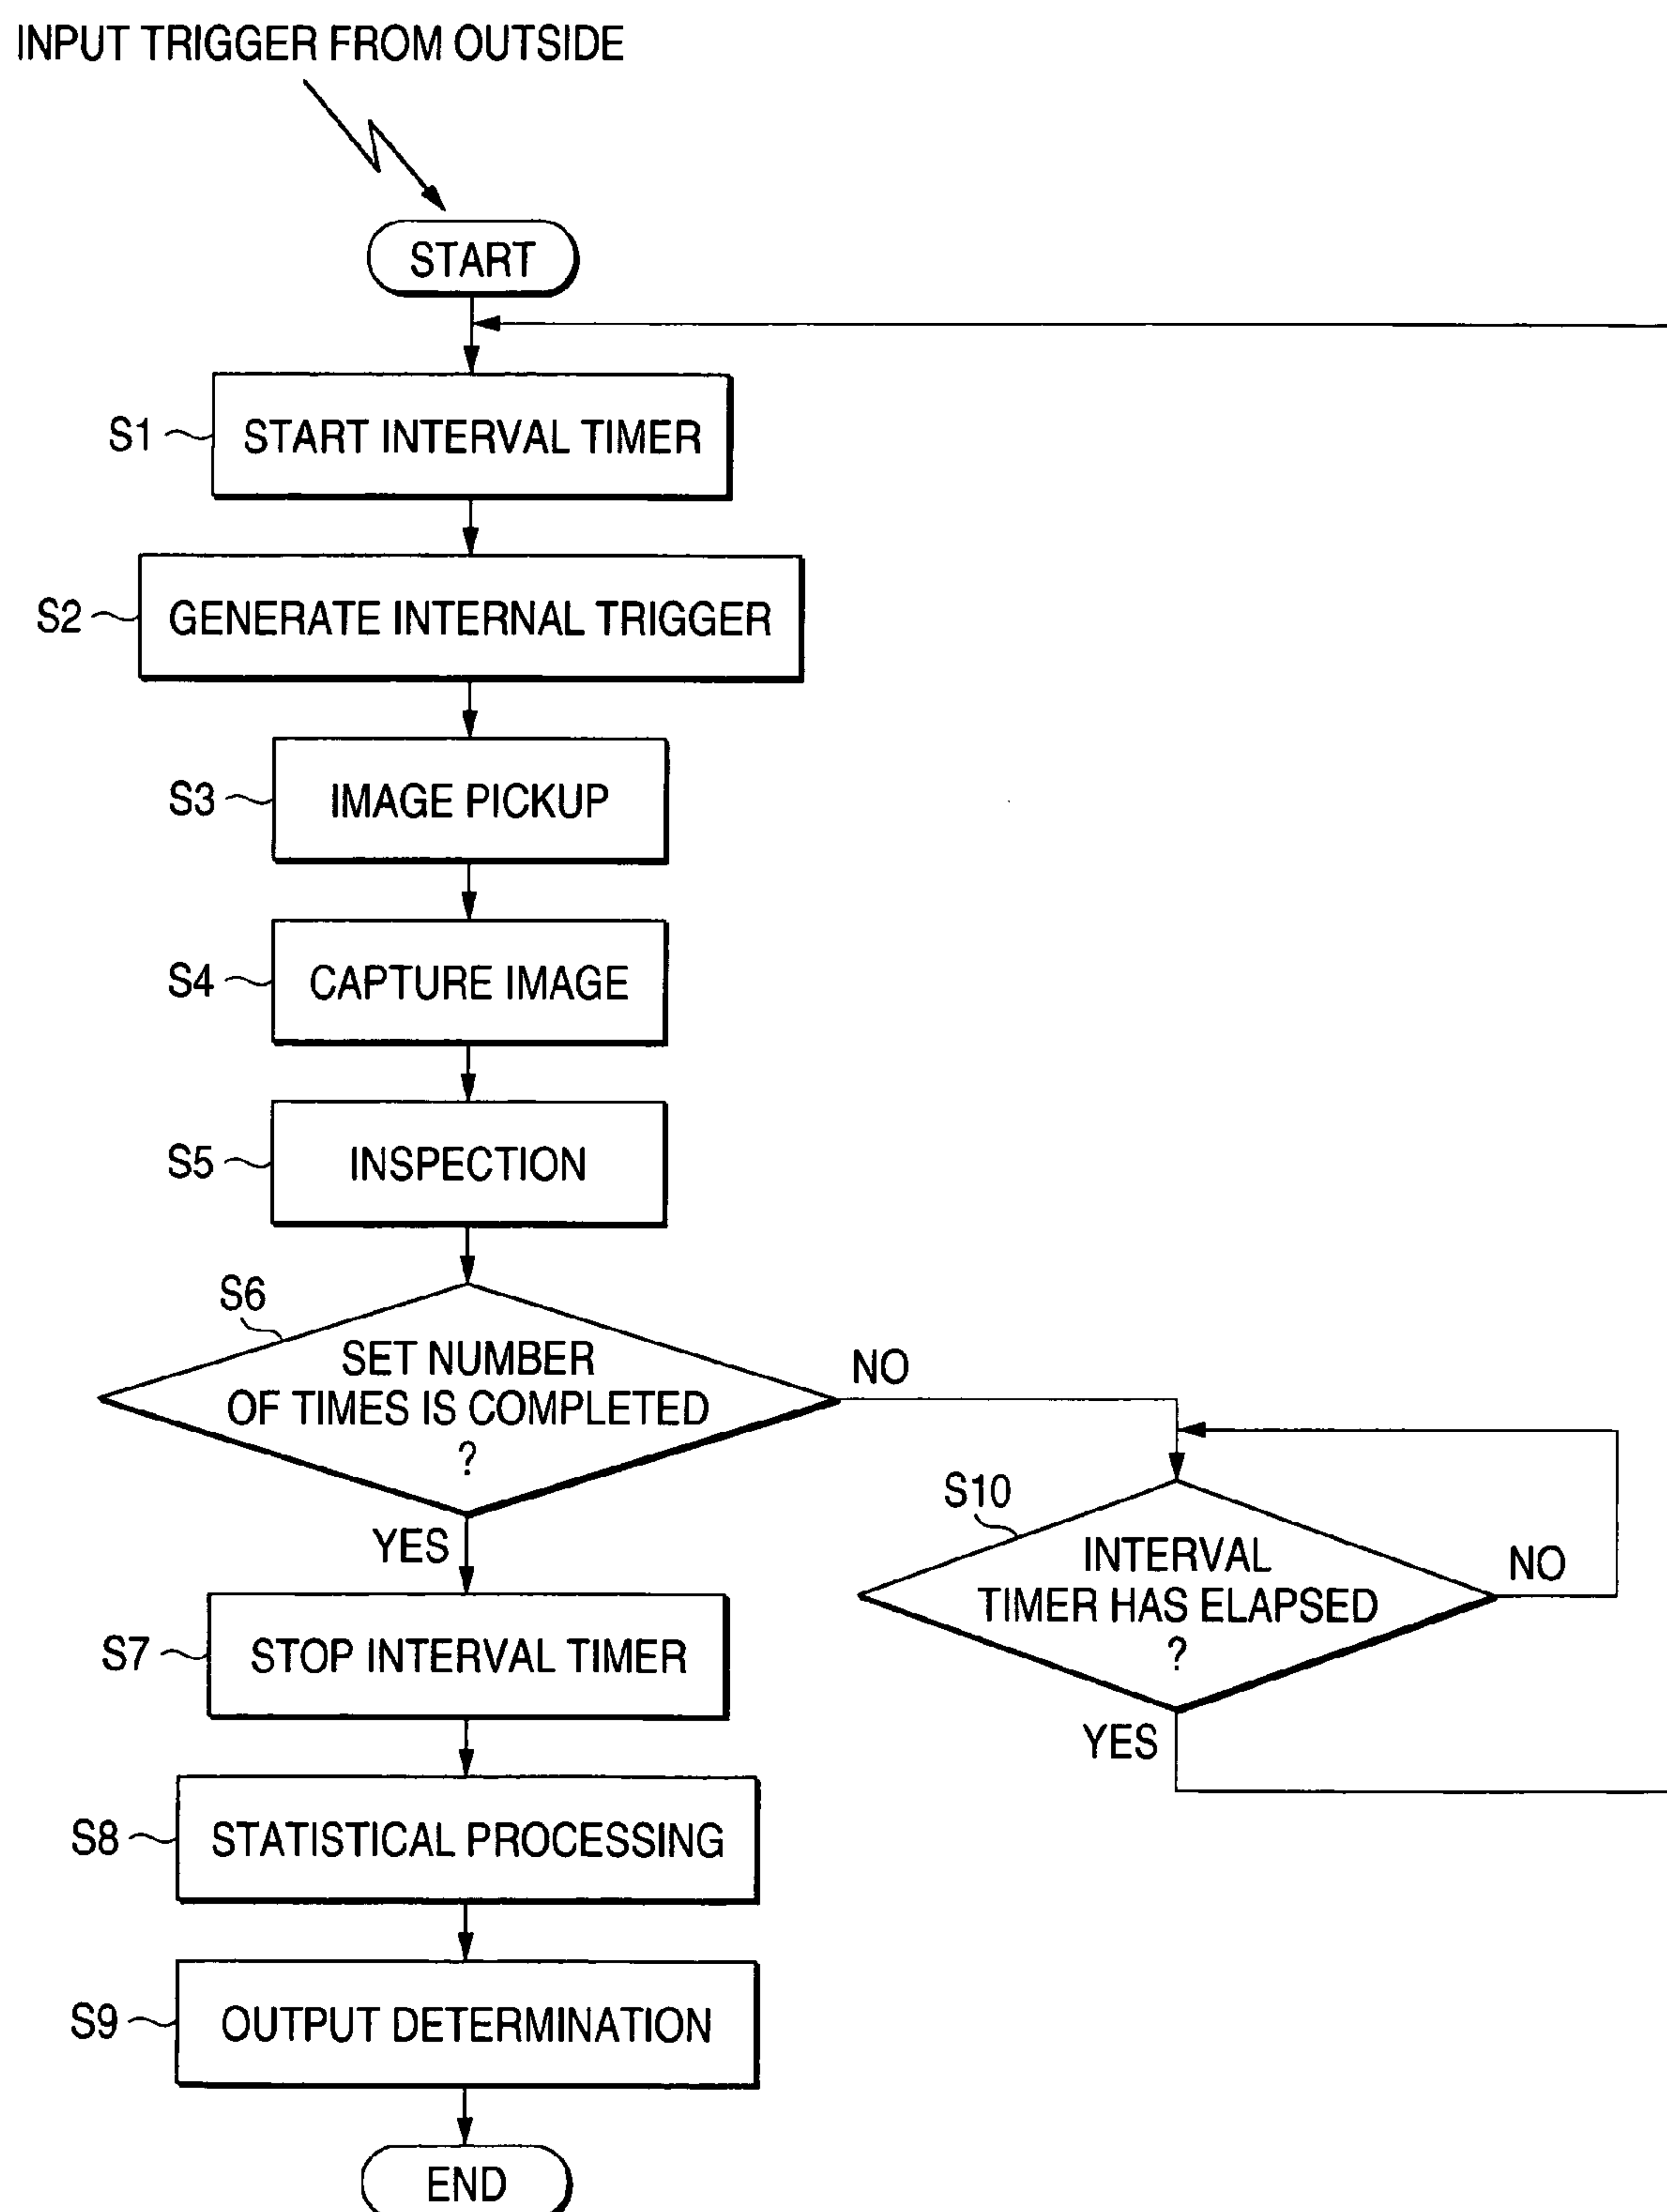 INPUT TRIGGER FROM OUTSIDE
START
S1
START INTERVAL TIMER
S2
GENERATE INTERNAL TRIGGER
S3
IMAGE PICKUP
S4
CAPTURE IMAGE
S5
INSPECTION
S6
SET NUMBER
OF TIMES IS COMPLETED
?
NO
YES
S10
INTERVAL
TIMER HAS ELAPSED
?
NO
YES
S7
STOP INTERVAL TIMER
S8
STATISTICAL PROCESSING
S9
OUTPUT DETERMINATION
END